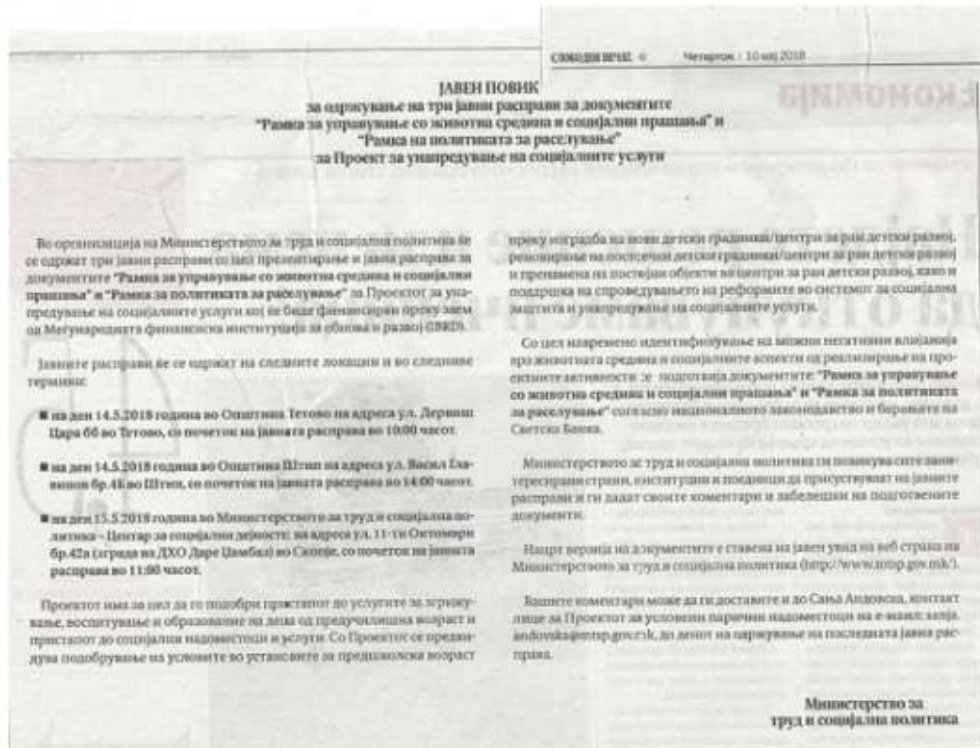 СЛОБОДЕН ПЕЧАТ Четврток / 10 мај 2018
ЈАВЕН ПОВИК
за одржување на три јавни расправи за документите
“Рамка за управување со животна средина и социјални прашања” и
“Рамка на политиката за раселување”
за Проект за унапредување на социјалните услуги
Во организација на Министерството за труд и социјална политика ќе
се одржат три јавни расправи со цел презентирање и јавна расправа за
документите “Рамка за управување со животна средина и социјални
прашања” и “Рамка за политиката за раселување” за Проектот за уна-
предување на социјалните услуги кој ќе биде финансиран преку заем
од Меѓународната финансиска институција за обнова и развој (IBRD).
Јавните расправи ќе се одржат на следните локации и во следниве
термини:
■ на ден 14.5.2018 година во Општина Тетово на адреса ул. Дервиш
Цара бб во Тетово, со почеток на јавната расправа во 10:00 часот.
■ на ден 14.5.2018 година во Општина Штип на адреса ул. Васил Гла-
винов бр.4Б во Штип, со почеток на јавната расправа во 14:00 часот.
■ на ден 15.5.2018 година во Министерството за труд и социјална по-
литика – Центар за социјални дејности на адреса ул. 11-ти Октомври
бр.42а (зграда на ДХО Даре Џамбаз) во Скопје, со почеток на јавната
расправа во 11:00 часот.
Проектот има за цел да го подобри пристапот до услугите за згрижу-
вање, воспитување и образование на деца од предучилишна возраст и
пристапот до социјални надоместоци и услуги. Со Проектот се предви-
дува подобрување на условите во установите за предшколска возраст
преку изградба на нови детски градинки/центри за ран детски развој,
реновирање на постоечки детски градинки/центри за ран детски развој
и пренамена на постојни објекти во центри за ран детски развој, како и
поддршка на спроведувањето на реформите во системот за социјална
заштита и унапредување на социјалните услуги.
Со цел навремено идентификување на можни негативни влијанија
врз животната средина и социјалните аспекти од реализирање на про-
ектните активности се подготвија документите: “Рамка за управување
со животна средина и социјални прашања” и “Рамка за политиката
за раселување” согласно националното законодавство и барањата на
Светска Банка.
Министерството за труд и социјална политика ги повикува сите заин-
тересирани страни, институции и поединци да присуствуваат на јавните
расправи и ги дадат своите коментари и забелешки на подготвените
документи.
Нацрт верзија на документите е ставена на јавен увид на веб страна на
Министерството за труд и социјална политика (http://www.mtsp.gov.mk/).
Вашите коментари може да ги доставите и до Сања Андовска, контакт
лице за Проектот за условени парични надоместоци на е-маил: sanja.
andovska@mtsp.gov.mk, до денот на одржување на последната јавна рас-
права.
Министерство за
труд и социјална политика